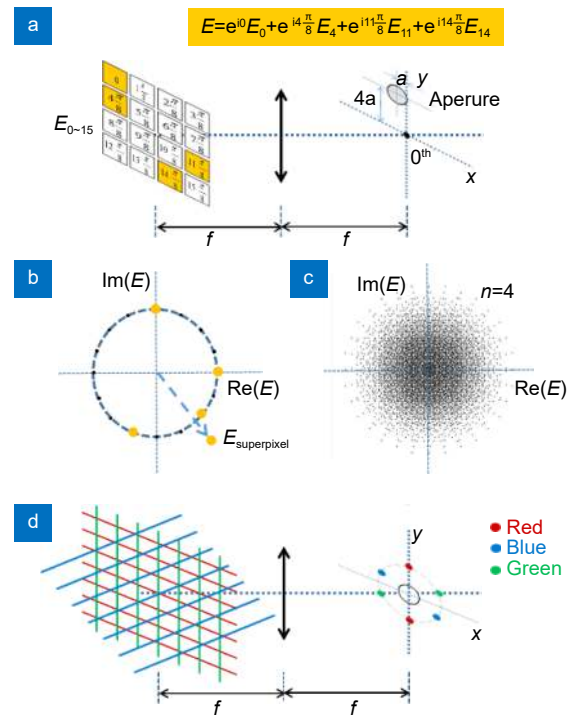 a
E=e^{i0}E_0+e^{i4π/8}E_4+e^{i11π/8}E_{11}+e^{i14π/8}E_{14}
E_{0~15}
a
y
4a
Aperure
0^{th}
x
f
f
b
Im(E)
Re(E)
E_{superpixel}
c
Im(E)
n=4
Re(E)
d
y
Red
Blue
Green
x
f
f